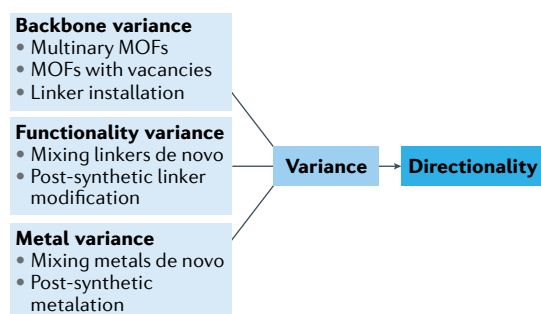 Backbone variance
• Multinary MOFs
• MOFs with vacancies
• Linker installation
Functionality variance
• Mixing linkers de novo
• Post-synthetic linker
modification
Metal variance
• Mixing metals de novo
• Post-synthetic
metalation
Variance
Directionality